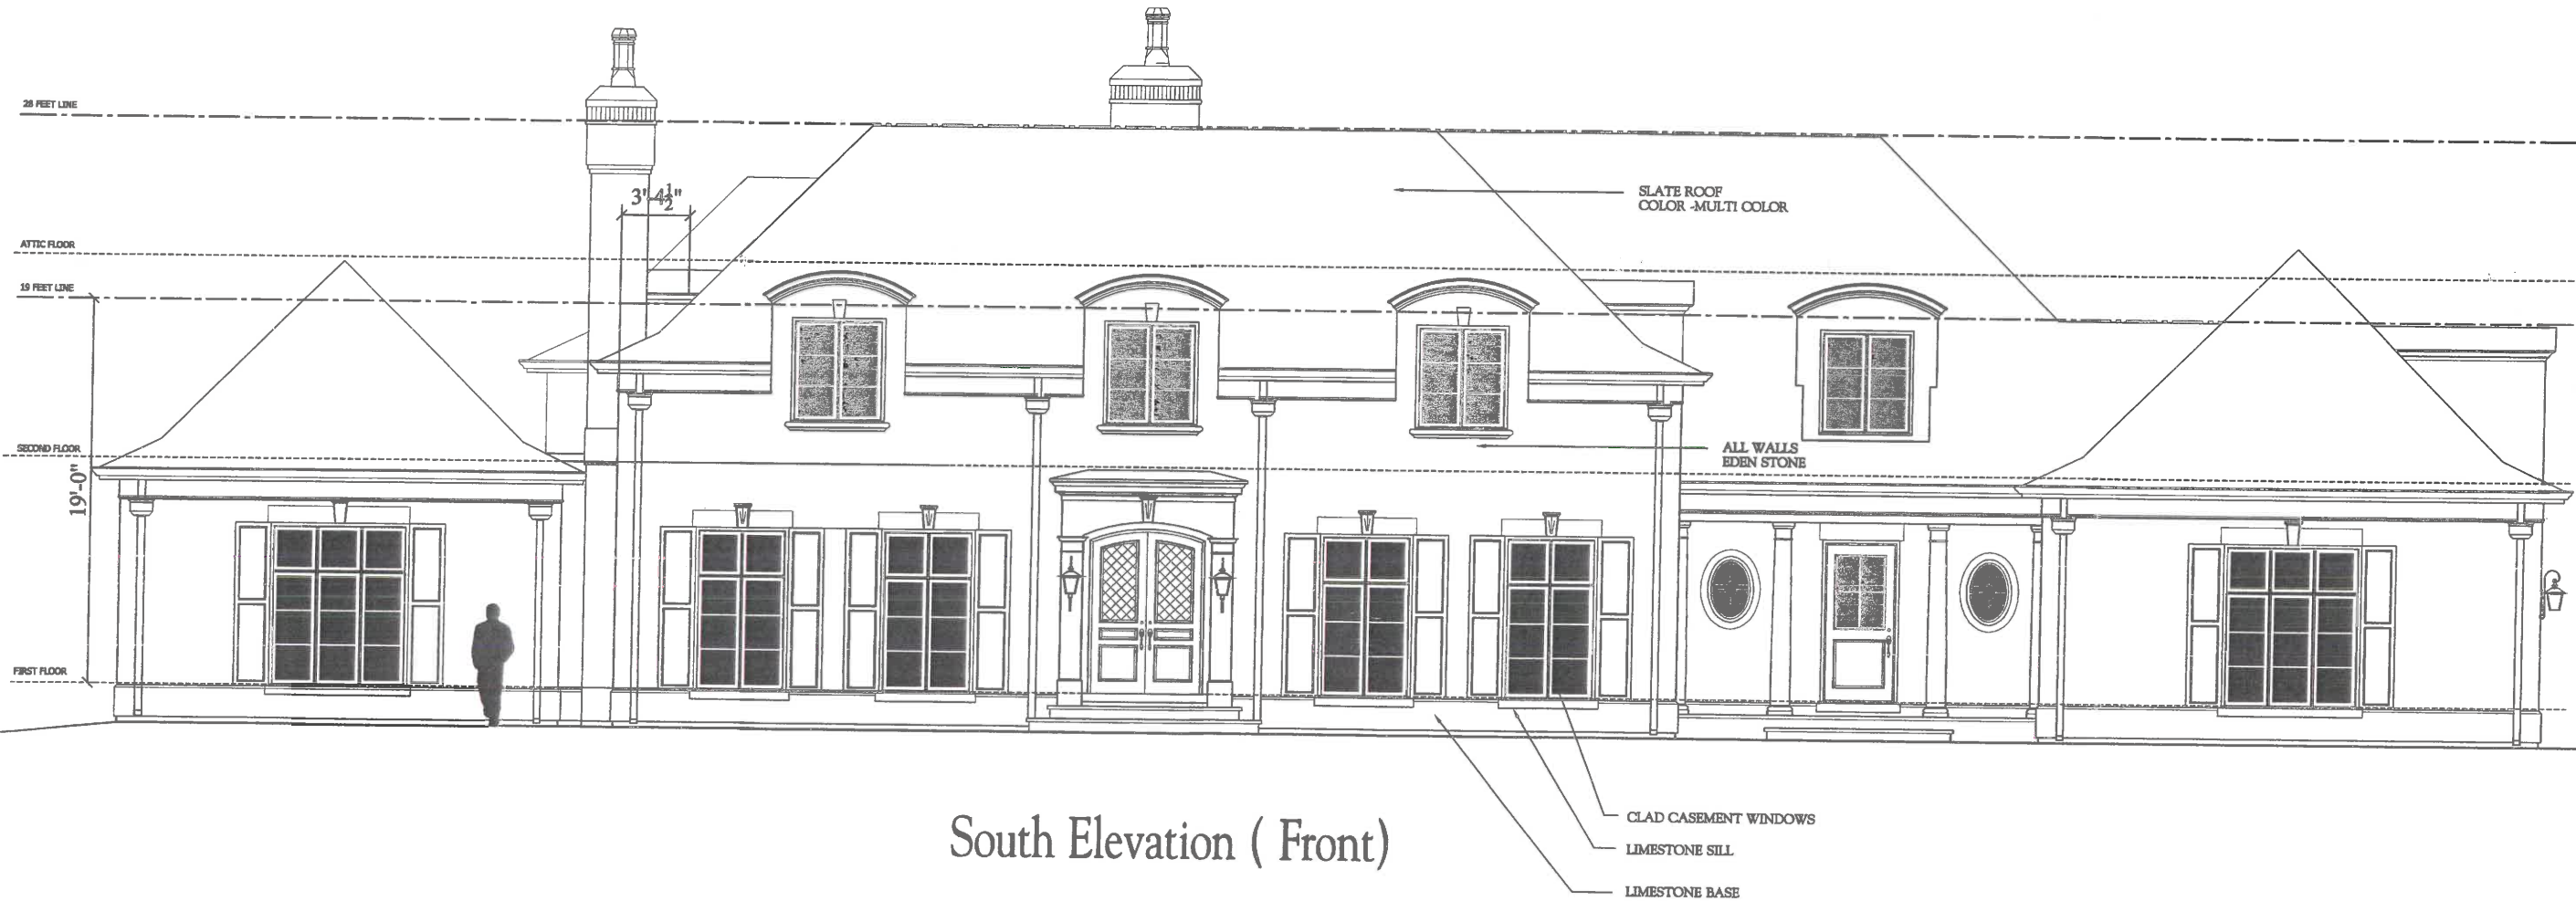 28 FEET LINE
3'-4½"
SLATE ROOF
COLOR -MULTI COLOR
ATTIC FLOOR
19 FEET LINE
SECOND FLOOR
ALL WALLS
EDEN STONE
19'-0"
FIRST FLOOR
CLAD CASEMENT WINDOWS
South Elevation ( Front)
LIMESTONE SILL
LIMESTONE BASE